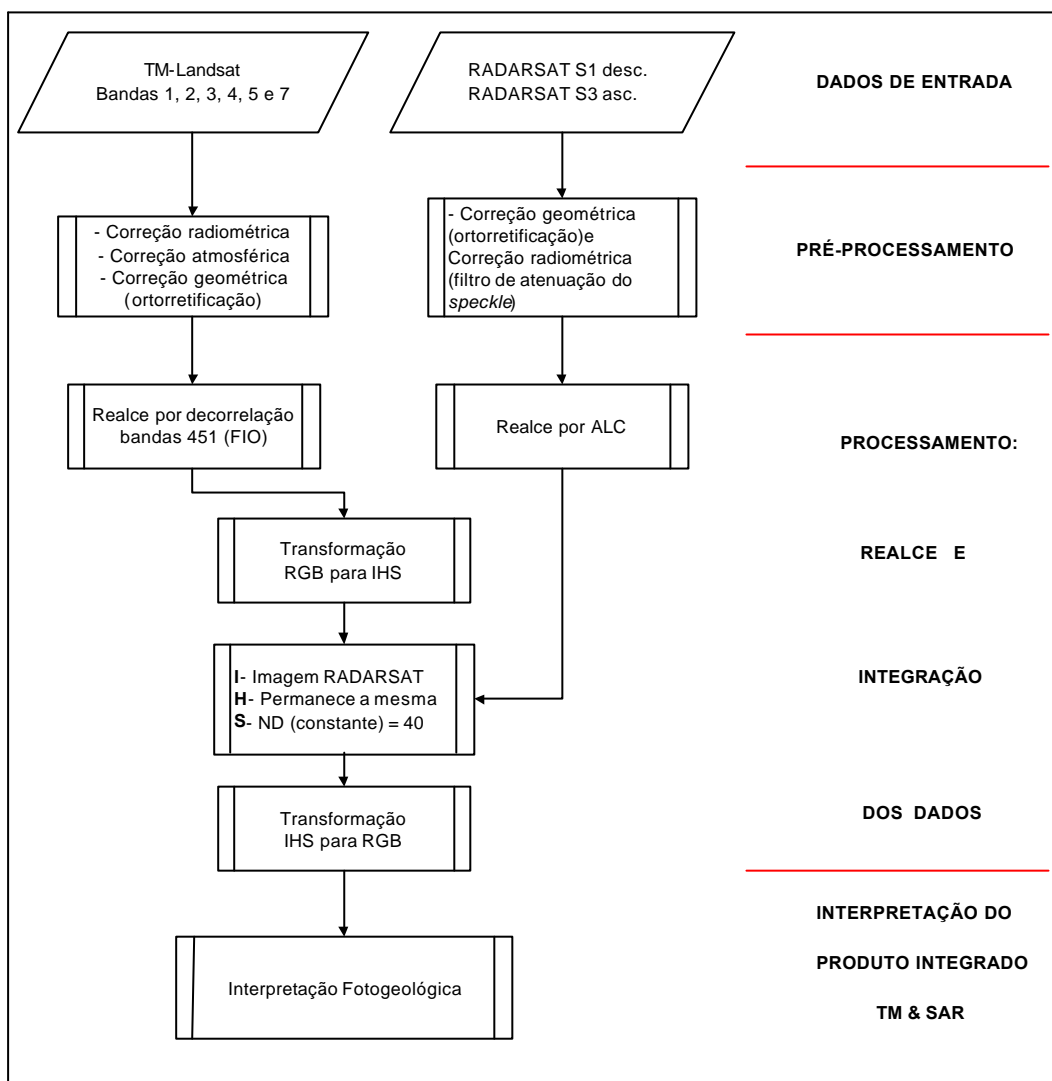 TM-Landsat
Bandas 1, 2, 3, 4, 5 e 7
RADARSAT S1 desc.
RADARSAT S3 asc.
DADOS DE ENTRADA
- Correção radiométrica
- Correção atmosférica
- Correção geométrica
(ortorretificação)
- Correção geométrica
(ortorretificação)e
Correção radiométrica
(filtro de atenuação do
speckle)
PRÉ-PROCESSAMENTO
Realce por decorrelação
bandas 451 (FIO)
Realce por ALC
PROCESSAMENTO:
Transformação
RGB para IHS
REALCE E
I- Imagem RADARSAT
H- Permanece a mesma
S- ND (constante) = 40
INTEGRAÇÃO
Transformação
IHS para RGB
DOS DADOS
Interpretação Fotogeológica
INTERPRETAÇÃO DO
PRODUTO INTEGRADO
TM & SAR